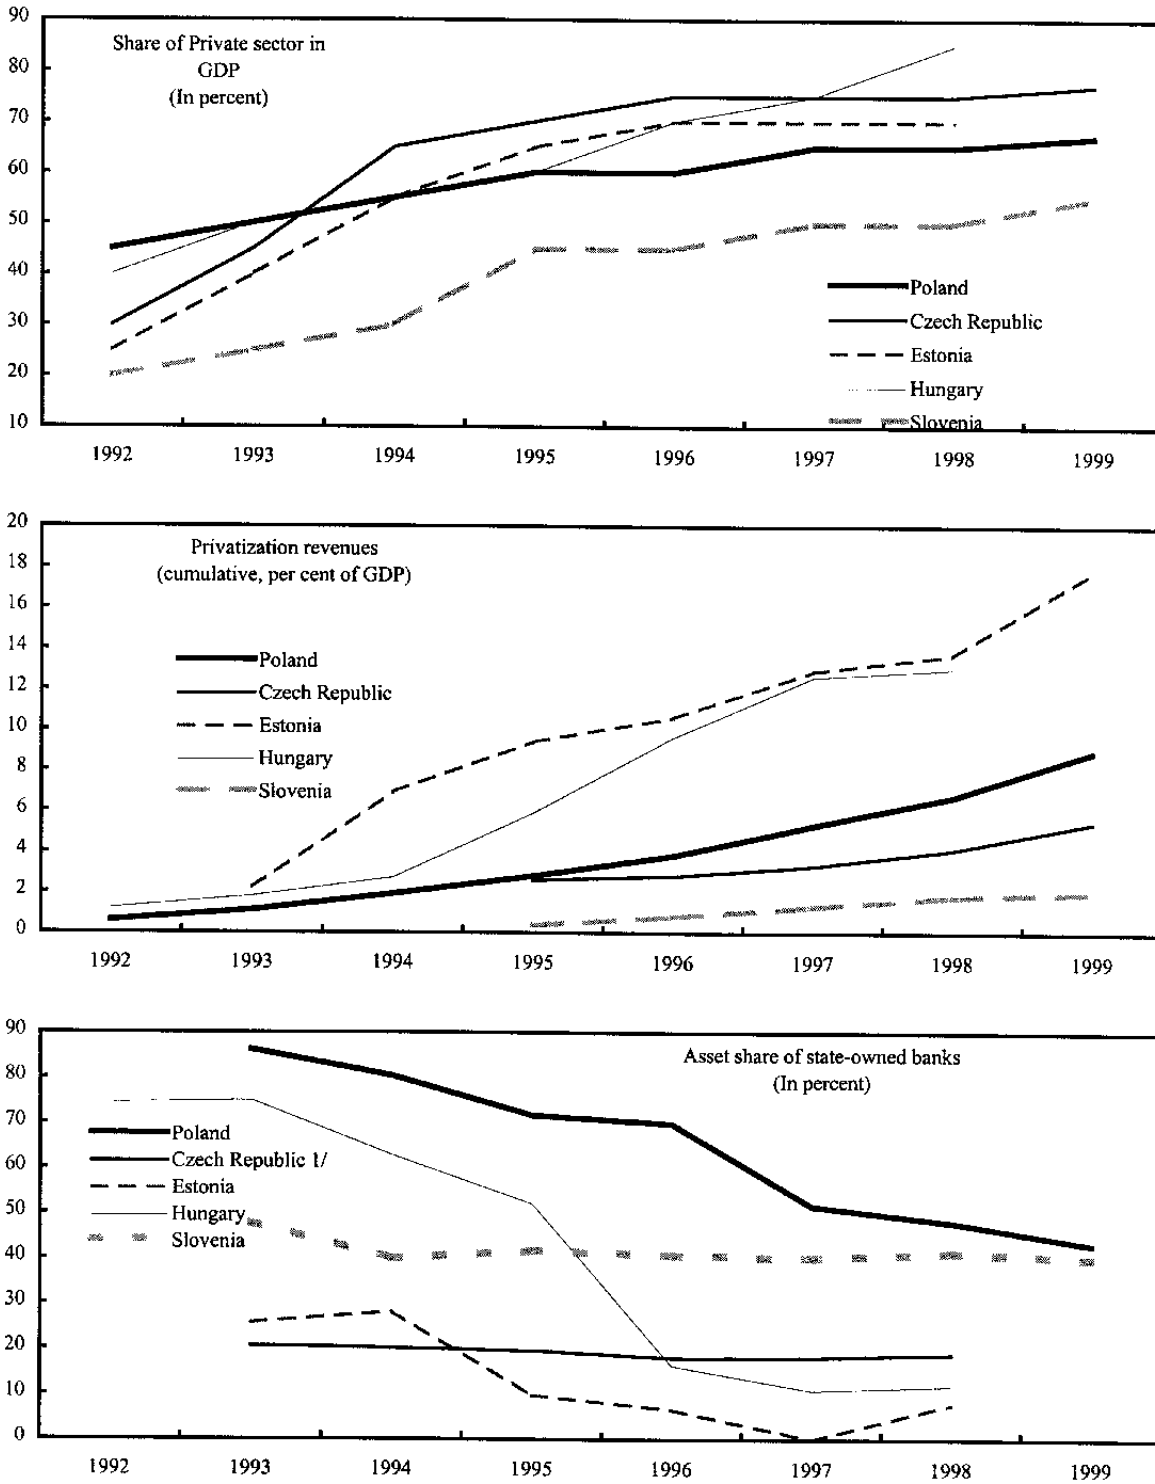 90
Share of Private sector in
GDP
(In percent)
80
70
60
50
40
30
20
10
Poland
Czech Republic
Estonia
Hungary
Slovenia
1992 1993 1994 1995 1996 1997 1998 1999
20
Privatization revenues
(cumulative, per cent of GDP)
18
16
14
12
10
8
6
4
2
0
Poland
Czech Republic
Estonia
Hungary
Slovenia
1992 1993 1994 1995 1996 1997 1998 1999
90
Asset share of state-owned banks
(In percent)
80
70
60
50
40
30
20
10
0
Poland
Czech Republic 1/
Estonia
Hungary
Slovenia
1992 1993 1994 1995 1996 1997 1998 1999